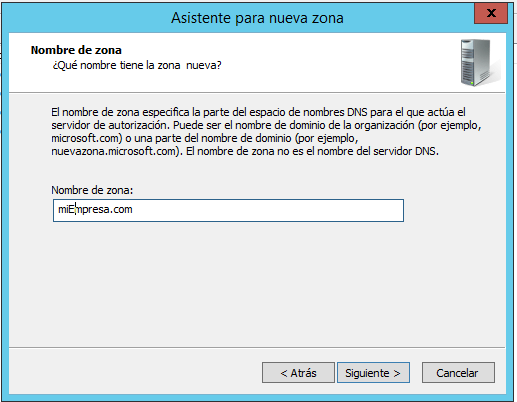 Asistente para nueva zona
x
Nombre de zona
¿Qué nombre tiene la zona nueva?
El nombre de zona especifica la parte del espacio de nombres DNS para el que actúa el
servidor de autorización. Puede ser el nombre de dominio de la organización (por ejemplo,
microsoft.com) o una parte del nombre de dominio (por ejemplo,
nuevazona.microsoft.com). El nombre de zona no es el nombre del servidor DNS.
Nombre de zona:
miEmpresa.com
< Atrás
Siguiente >
Cancelar